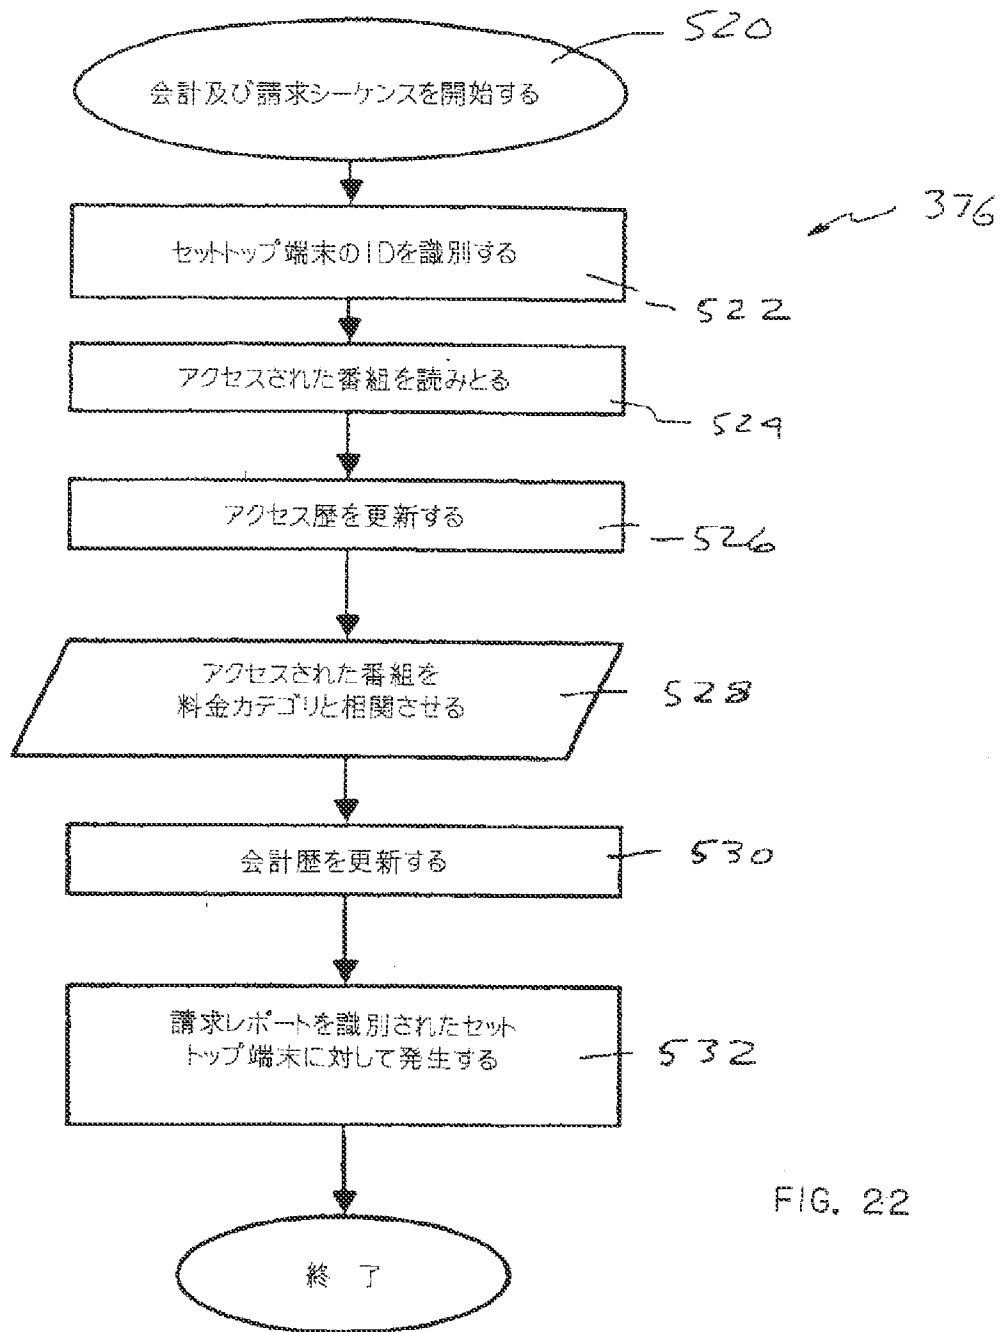 520
会計及び請求シーケンスを開始する
376
セットトップ端末のIDを識別する
522
アクセスされた番組を読みとる
524
アクセス歴を更新する
526
アクセスされた番組を
料金カテゴリと相関させる
528
会計歴を更新する
530
請求レポートを識別されたセット
トップ端末に対して発生する
532
FIG. 22
終 了